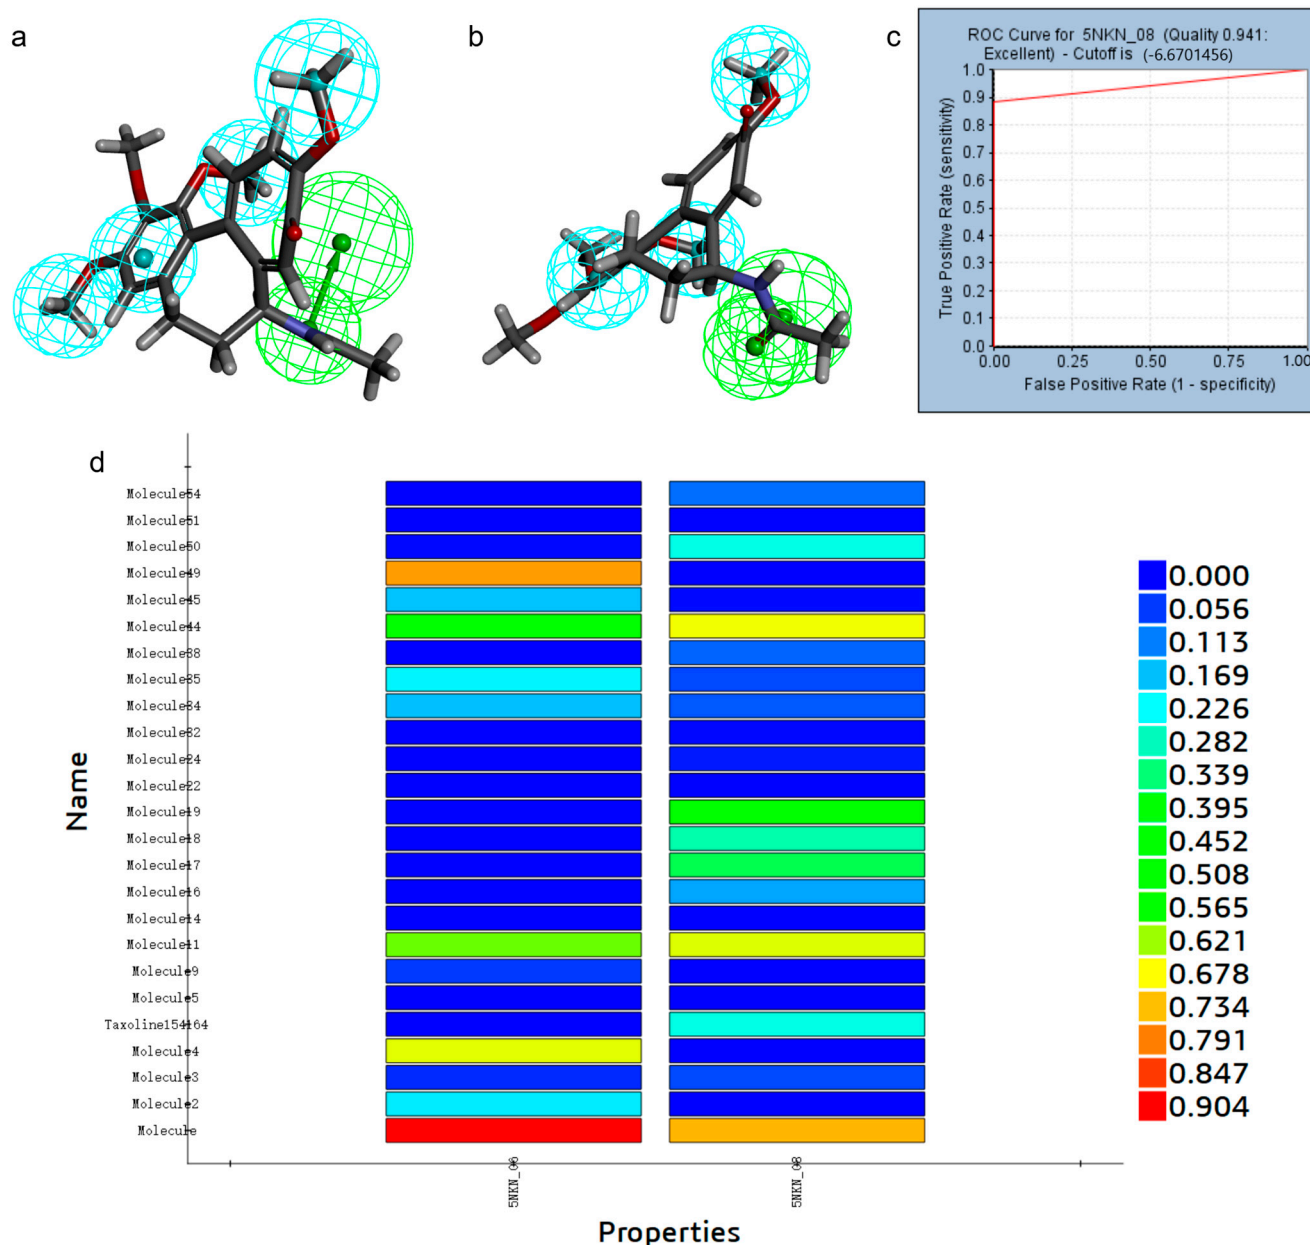 a
b
c
ROC Curve for 5NKN_08 (Quality 0.941:
Excellent) - Cutoff is (-6.6701456)
True Positive Rate (sensitivity)
1.0
0.9
0.8
0.7
0.6
0.5
0.4
0.3
0.2
0.1
0.0
0.00
0.25
0.50
0.75
1.00
False Positive Rate (1 - specificity)
d
Name
Molecule54
Molecule51
Molecule50
Molecule49
Molecule45
Molecule44
Molecule38
Molecule35
Molecule34
Molecule32
Molecule24
Molecule22
Molecule19
Molecule18
Molecule17
Molecule16
Molecule14
Molecule11
Molecule9
Molecule5
Taxoline154164
Molecule4
Molecule3
Molecule2
Molecule
5NKN_06
5NKN_08
Properties
0.000
0.056
0.113
0.169
0.226
0.282
0.339
0.395
0.452
0.508
0.565
0.621
0.678
0.734
0.791
0.847
0.904